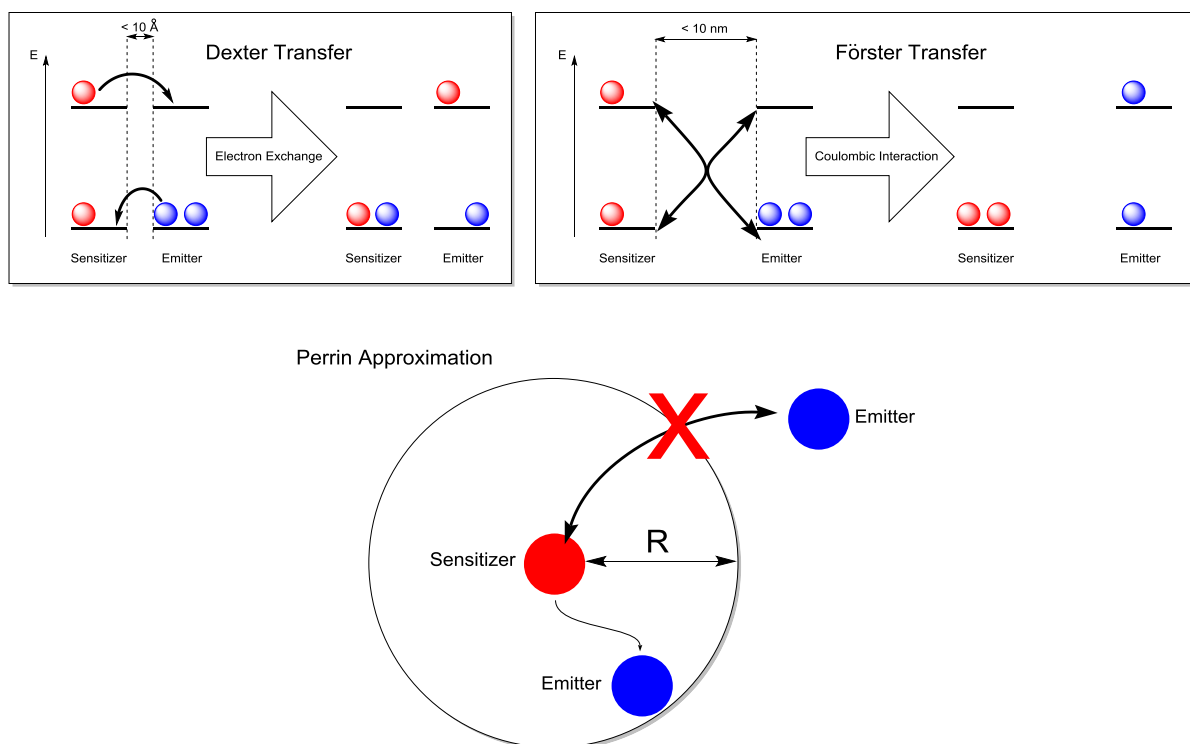 < 10 Å
Dexter Transfer
E
Electron Exchange
Sensitizer
Emitter
Sensitizer
Emitter
< 10 nm
Förster Transfer
E
Coulombic Interaction
Sensitizer
Emitter
Sensitizer
Emitter
Perrin Approximation
X
Emitter
R
Sensitizer
Emitter